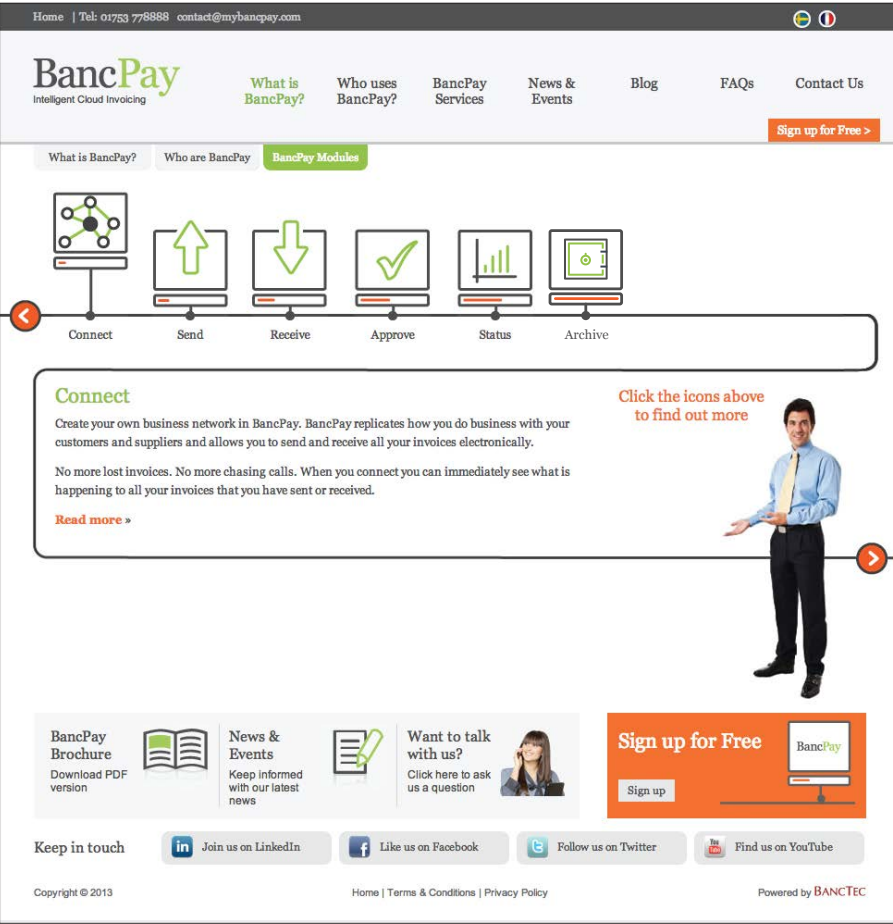 Home | Tel: 01753 778888 contact@mybancpay.com
BancPay
Intelligent Cloud Invoicing
What is
BancPay?
Who uses
BancPay?
BancPay
Services
News &
Events
Blog
FAQs
Contact Us
Sign up for Free >
What is BancPay?
Who are BancPay
BancPay Modules
Connect
Send
Receive
Approve
Status
Archive
Connect
Create your own business network in BancPay. BancPay replicates how you do business with your
customers and suppliers and allows you to send and receive all your invoices electronically.
No more lost invoices. No more chasing calls. When you connect you can immediately see what is
happening to all your invoices that you have sent or received.
Read more »
Click the icons above
to find out more
BancPay
Brochure
Download PDF
version
News &
Events
Keep informed
with our latest
news
Want to talk
with us?
Click here to ask
us a question
Sign up for Free
Sign up
BancPay
Keep in touch
in
Join us on LinkedIn
f
Like us on Facebook
t
Follow us on Twitter
You
Tube
Find us on YouTube
Copyright © 2013
Home | Terms & Conditions | Privacy Policy
Powered by BANCTEC